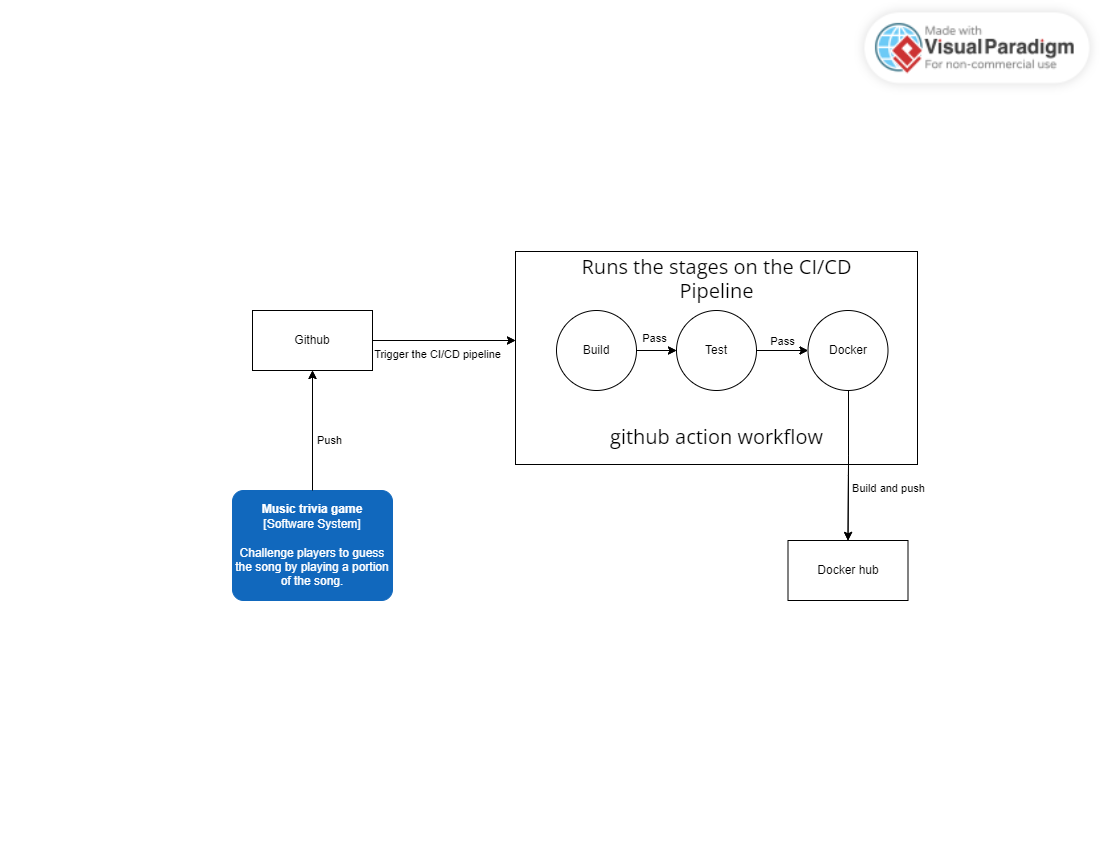 Made with
Visual Paradigm
For non-commercial use
Runs the stages on the CI/CD
Pipeline
Github
Trigger the CI/CD pipeline
Build
Pass
Test
Pass
Docker
github action workflow
Push
Build and push
Music trivia game
[Software System]
Challenge players to guess
the song by playing a portion
of the song.
Docker hub